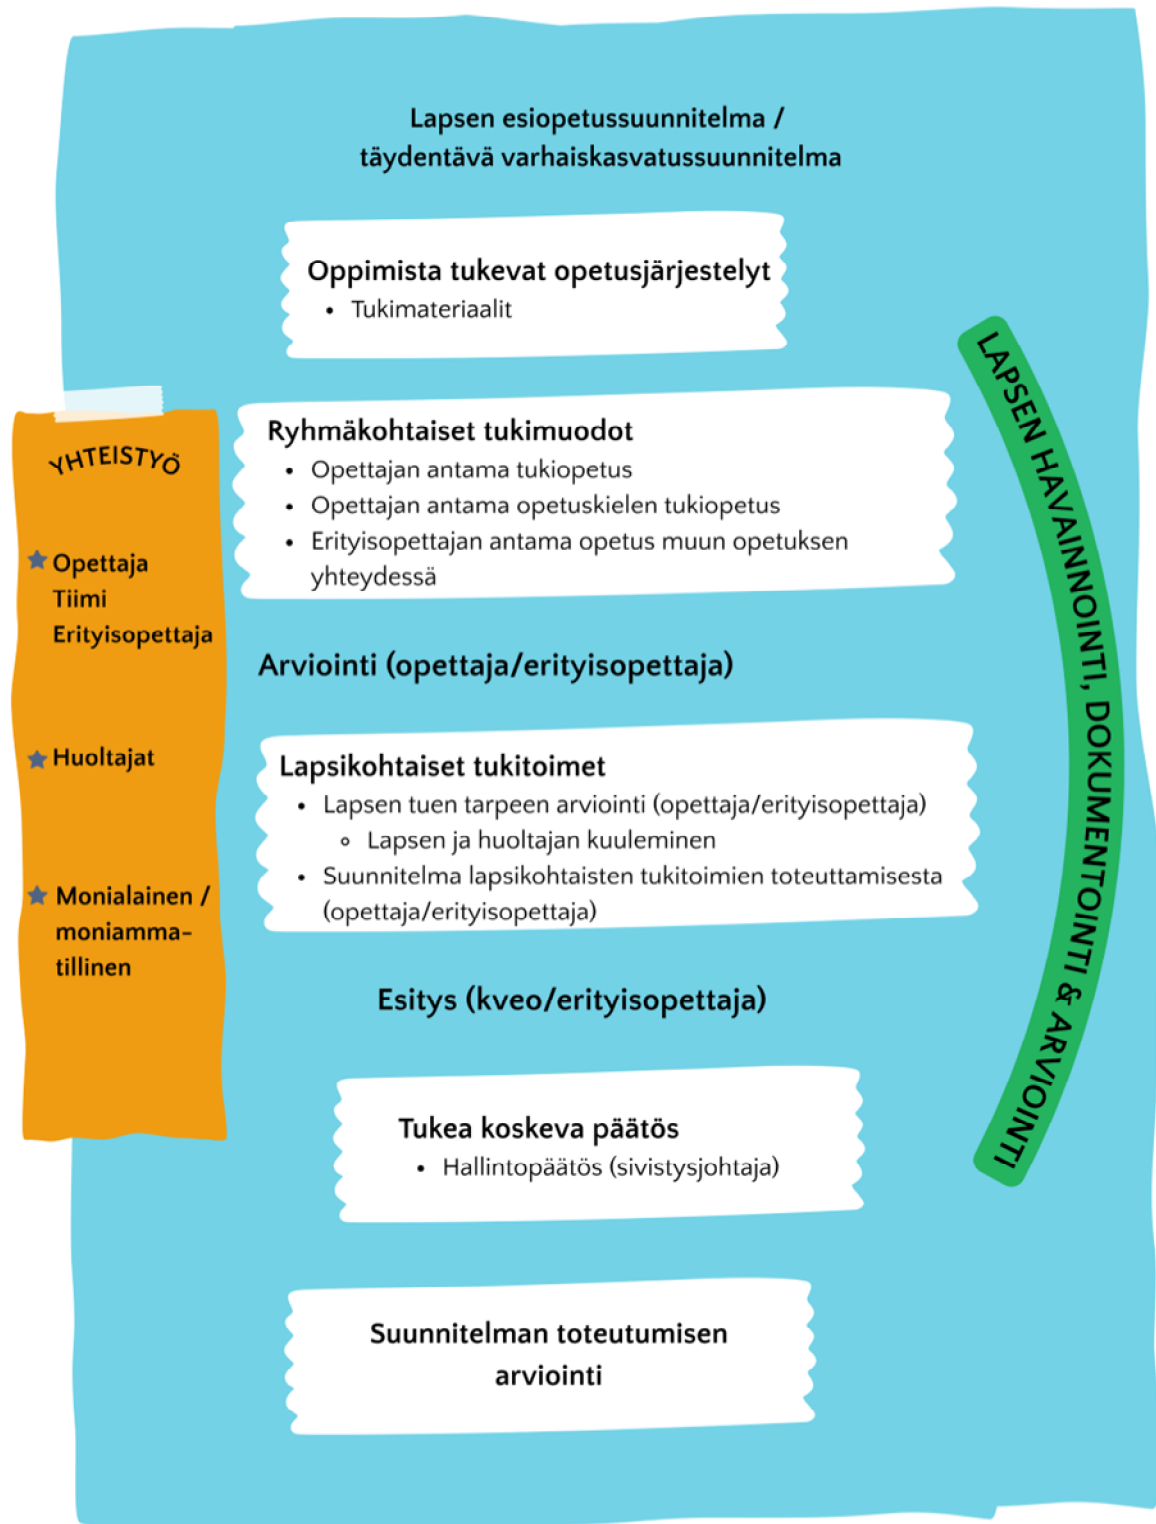 Lapsen esiopetussuunnitelma /
täydentävä varhaiskasvatussuunnitelma
Oppimista tukevat opetusjärjestelyt
• Tukimateriaalit
Ryhmäkohtaiset tukimuodot
• Opettajan antama tukiopetus
• Opettajan antama opetuskielen tukiopetus
• Erityisopettajan antama opetus muun opetuksen
yhteydessä
Arviointi (opettaja/erityisopettaja)
Lapsikohtaiset tukitoimet
• Lapsen tuen tarpeen arviointi (opettaja/erityisopettaja)
◦ Lapsen ja huoltajan kuuleminen
• Suunnitelma lapsikohtaisten tukitoimien toteuttamisesta
(opettaja/erityisopettaja)
Esitys (kveo/erityisopettaja)
Tukea koskeva päätös
• Hallintopäätös (sivistysjohtaja)
Suunnitelman toteutumisen
arviointi
YHTEISTYÖ
Opettaja
Tiimi
Erityisopettaja
Huoltajat
Monialainen /
moniamma-
tillinen
LAPSEN HAVAINNOINTI, DOKUMENTOINTI & ARVIOINTI